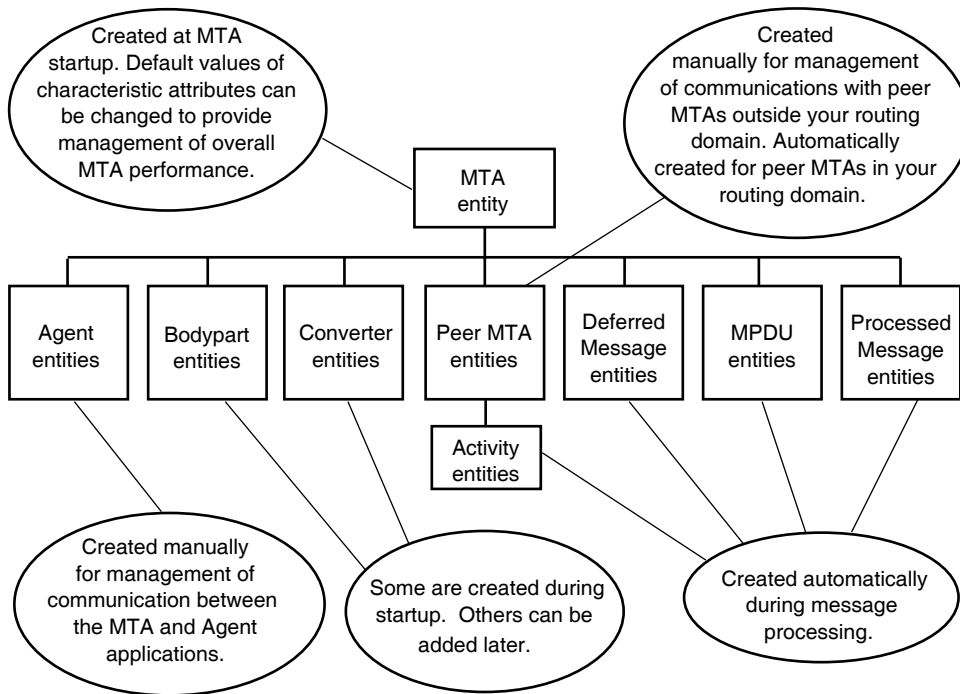 Created at MTA
startup. Default values of
characteristic attributes can
be changed to provide
management of overall
MTA performance.
Created
manually for management
of communications with peer
MTAs outside your routing
domain. Automatically
created for peer MTAs in your
routing domain.
MTA
entity
Agent
entities
Bodypart
entities
Converter
entities
Peer MTA
entities
Deferred
Message
entities
MPDU
entities
Processed
Message
entities
Activity
entities
Created manually
for management of
communication between
the MTA and Agent
applications.
Some are created during
startup. Others can be
added later.
Created automatically
during message
processing.